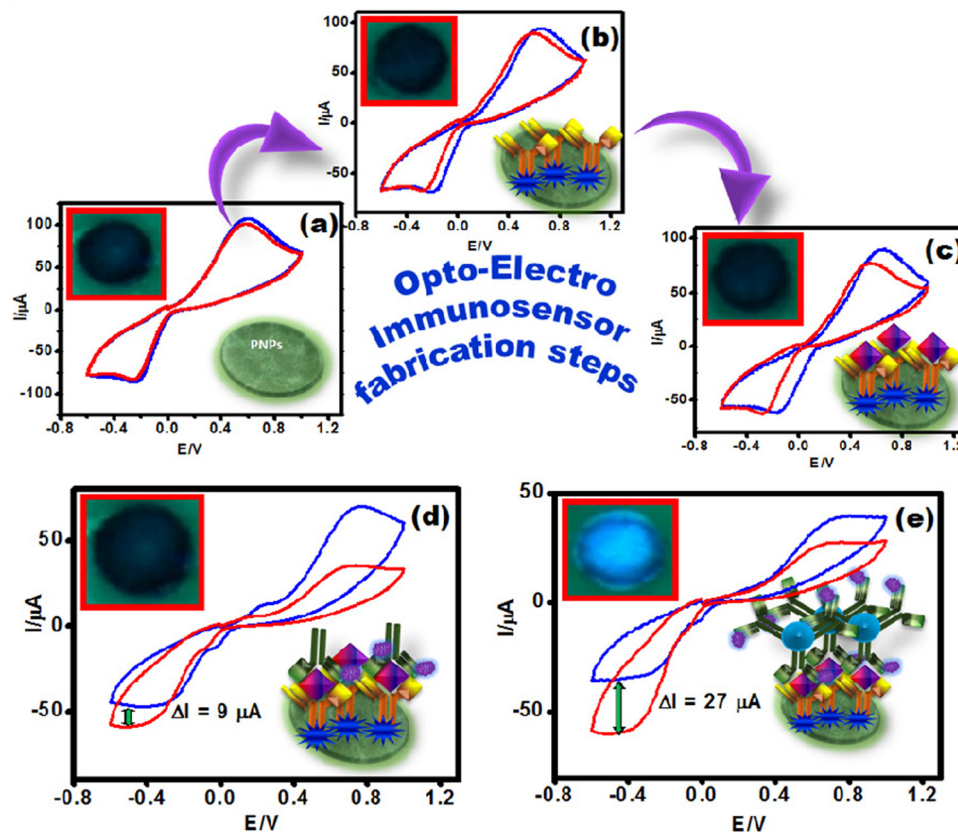 (b)
100
50
0
-50
I/µA
-0.8 -0.4 0.0 0.4 0.8 1.2
E/V
(a)
100
50
0
-50
-100
I/µA
PNPs
-0.8 -0.4 0.0 0.4 0.8 1.2
E/V
Opto-Electro
Immunosensor
fabrication steps
(c)
100
50
0
-50
I/µA
-0.8 -0.4 0.0 0.4 0.8 1.2
E/V
(d)
50
0
-50
I/µA
ΔI = 9 µA
-0.8 -0.4 0.0 0.4 0.8 1.2
E/V
(e)
50
0
-50
I/µA
ΔI = 27 µA
-0.8 -0.4 0.0 0.4 0.8 1.2
E/V